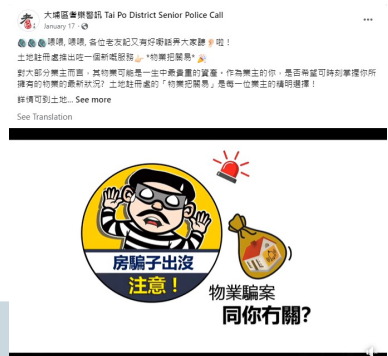 大埔區耆樂警訊 Tai Po District Senior Police Call
January 17
喂喂, 喂喂, 各位老友記又有好嘢話畀大家聽啦！
土地註冊處推出咗一個新嘅服務 *物業把關易*
對大部分業主而言，其物業可能是一生中最貴重的資產。作為業主的你，是否希望可時刻掌握你所
擁有的物業的最新狀況？土地註冊處的「物業把關易」是每一位業主的精明選擇！
詳情可到土地... See more
See Translation
房騙子出沒
注意！
物業騙案
同你冇關?